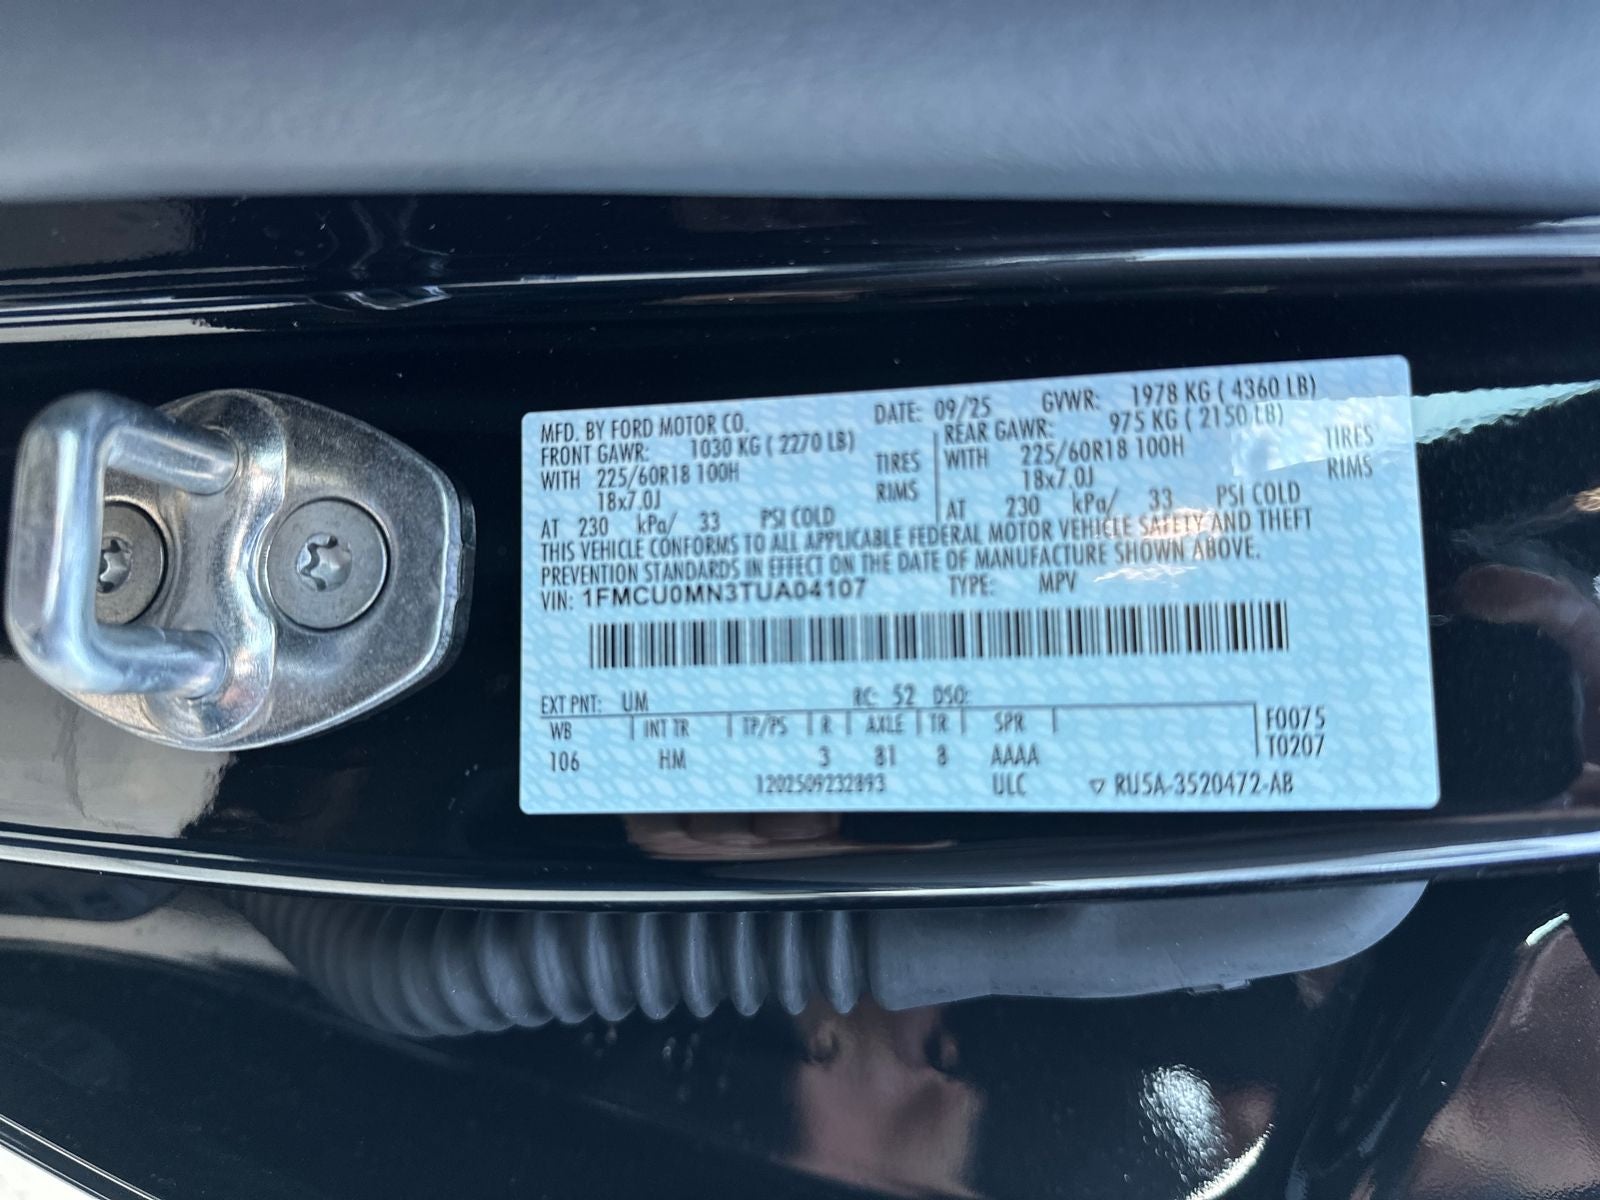 MFD. BY FORD MOTOR CO. DATE: 09/25 GVWR: 1978 KG ( 4360 LB)
FRONT GAWR: 1030 KG ( 2270 LB) REAR GAWR: 975 KG ( 2150 LB)
WITH 225/60R18 100H TIRES WITH 225/60R18 100H TIRES
18x7.0J RIMS 18x7.0J RIMS
AT 230 kPa/ 33 PSI COLD AT 230 kPa/ 33 PSI COLD
THIS VEHICLE CONFORMS TO ALL APPLICABLE FEDERAL MOTOR VEHICLE SAFETY AND THEFT
PREVENTION STANDARDS IN EFFECT ON THE DATE OF MANUFACTURE SHOWN ABOVE.
VIN: 1FMCU0MN3TUA04107 TYPE: MPV
EXT PNT: UM RC: 52 DSO:
WB INT TR TP/PS R AXLE TR SPR F0075
106 HM 3 81 8 AAAA T0207
1202509232893 ULC ▽ RU5A-3520472-AB